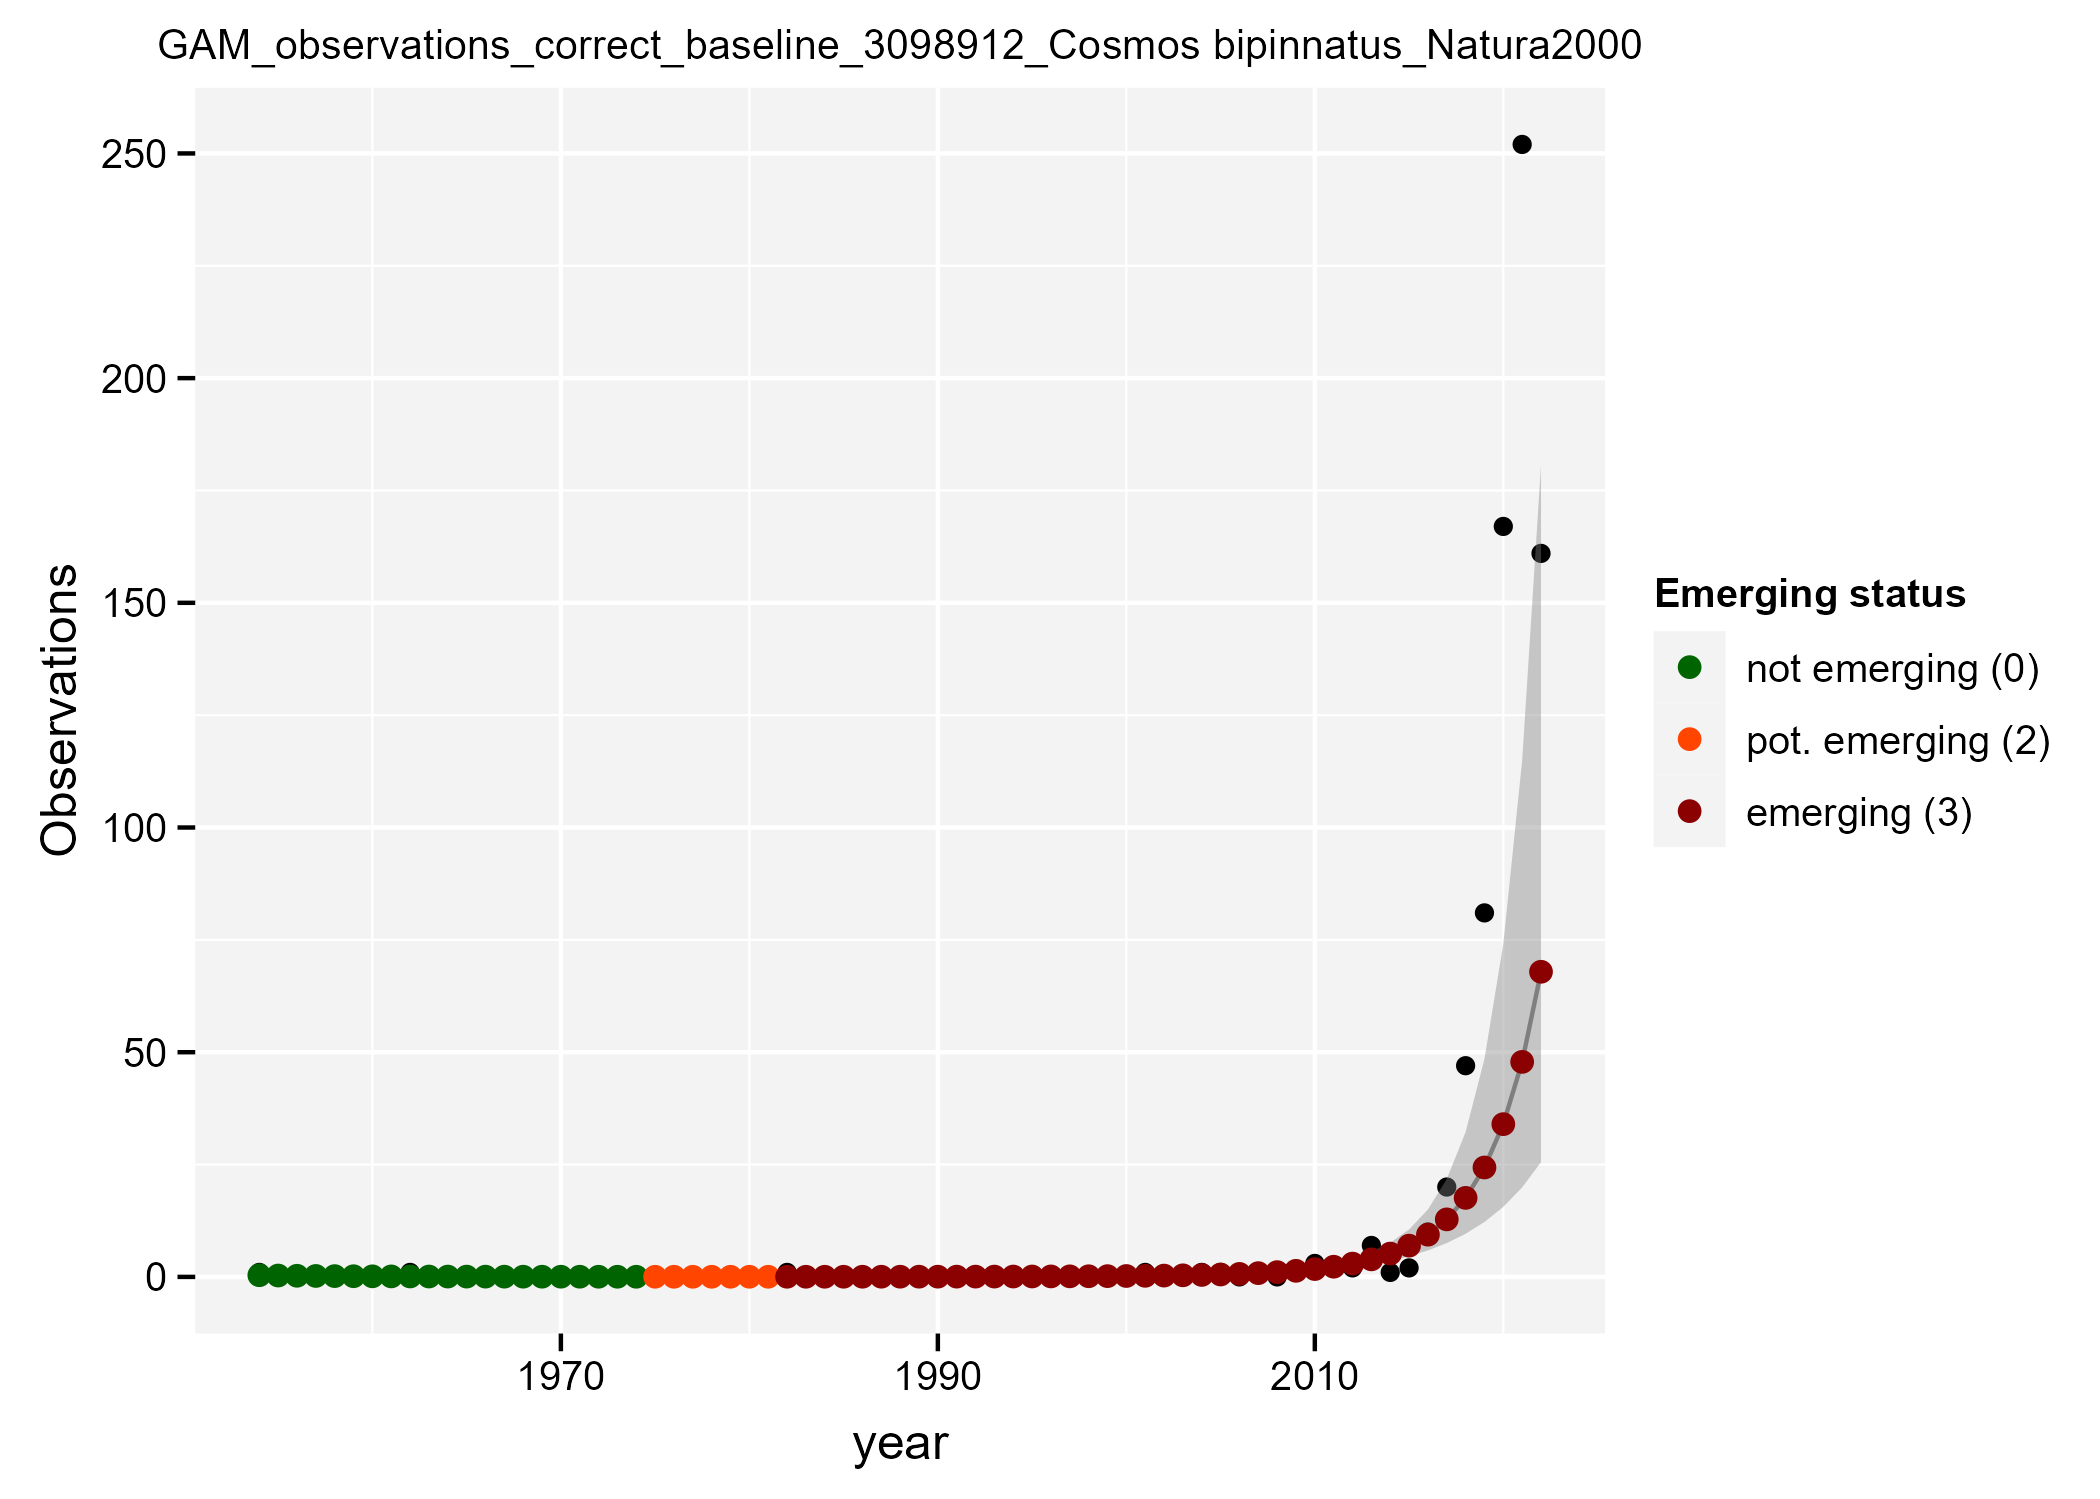 GAM_observations_correct_baseline_3098912_Cosmos bipinnatus_Natura2000
250
200
150
100
50
0
Observations
1970
1990
2010
year
Emerging status
not emerging (0)
pot. emerging (2)
emerging (3)